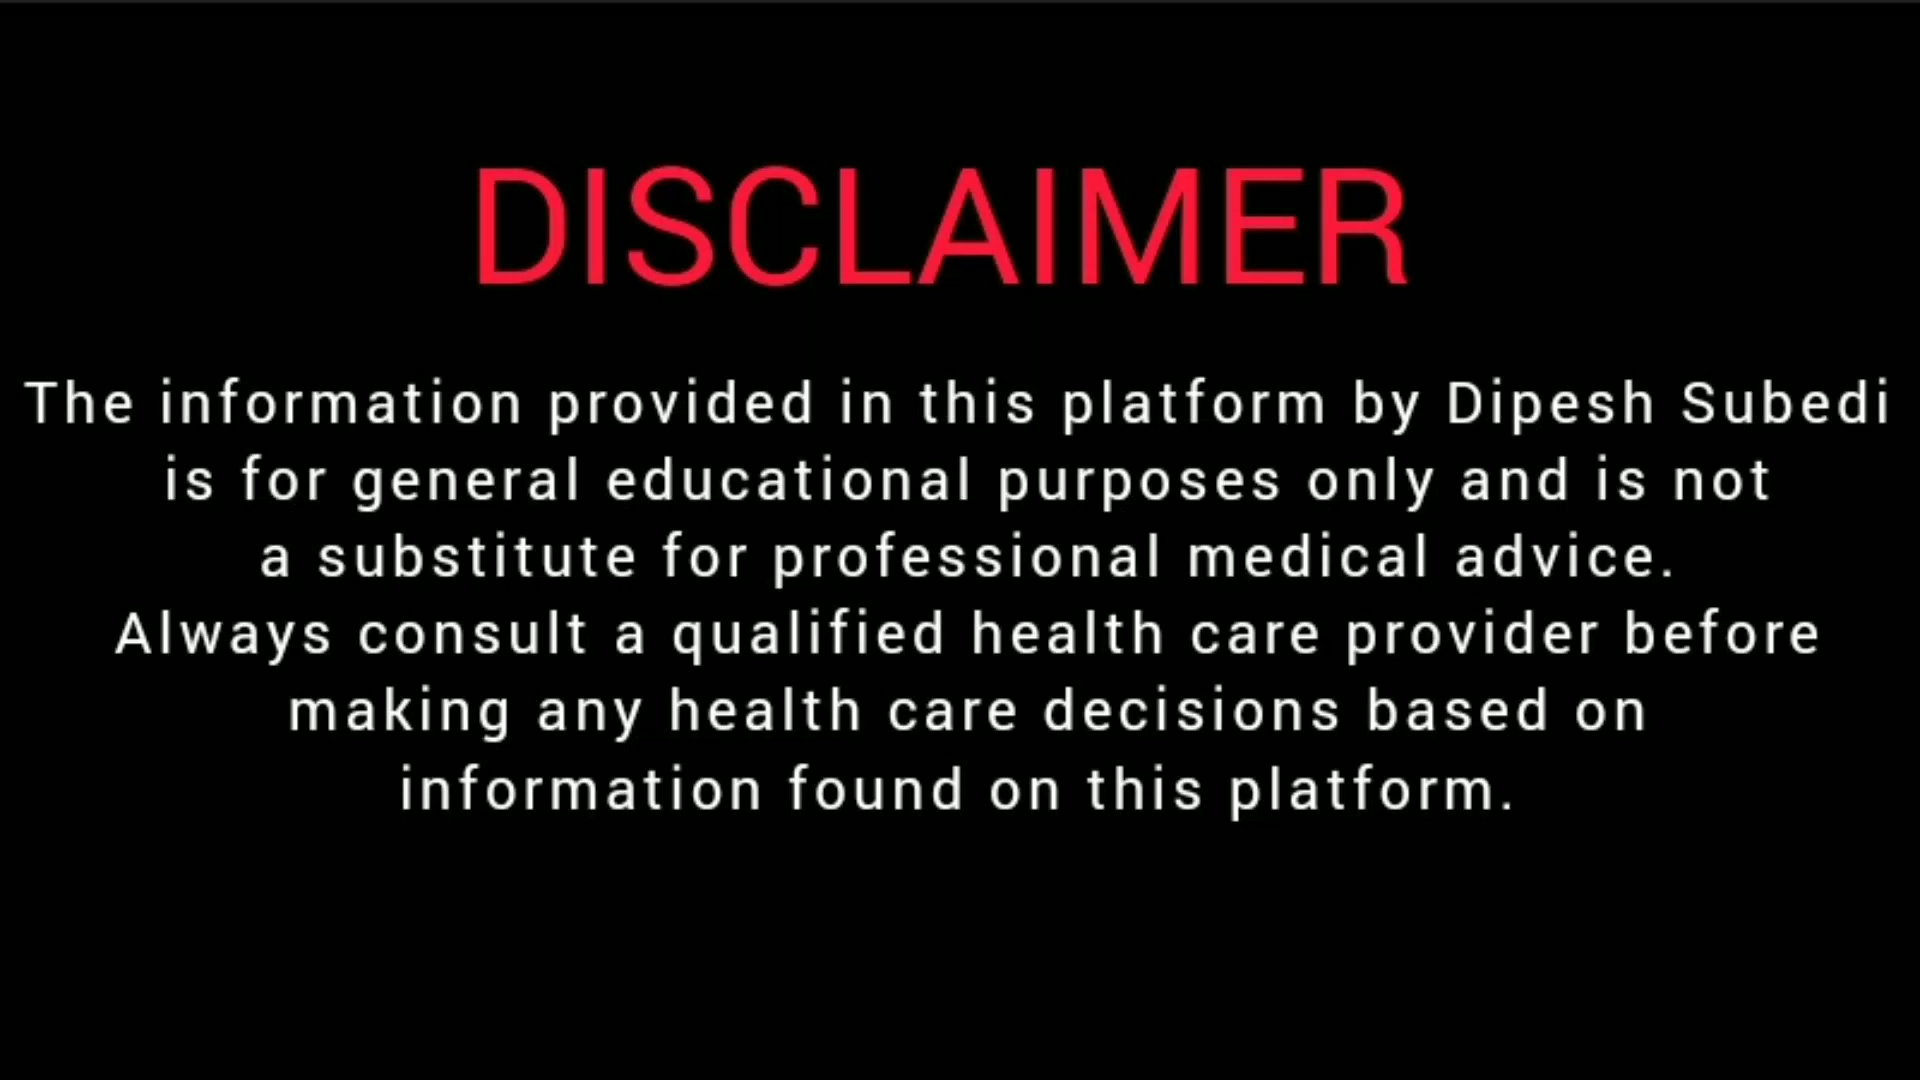 DISCLAIMER
The information provided in this platform by Dipesh Subedi
is for general educational purposes only and is not
a substitute for professional medical advice.
Always consult a qualified health care provider before
making any health care decisions based on
information found on this platform.